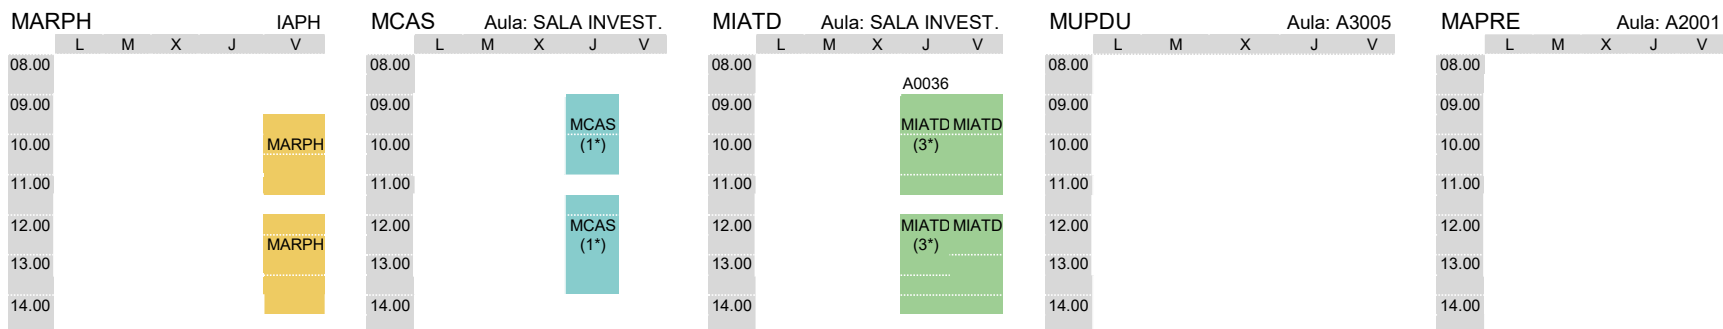 MARPH IAPH
L M X J V
08.00
09.00
10.00
11.00
12.00
13.00
14.00
MARPH
MARPH
MCAS Aula: SALA INVEST.
L M X J V
08.00
09.00
10.00
11.00
12.00
13.00
14.00
MCAS
(1*)
MCAS
(1*)
MIATD Aula: SALA INVEST.
L M X J V
08.00
09.00
10.00
11.00
12.00
13.00
14.00
A0036
MIATD MIATD
(3*)
MIATD MIATD
(3*)
MUPDU Aula: A3005
L M X J V
08.00
09.00
10.00
11.00
12.00
13.00
14.00
MAPRE Aula: A2001
L M X J V
08.00
09.00
10.00
11.00
12.00
13.00
14.00